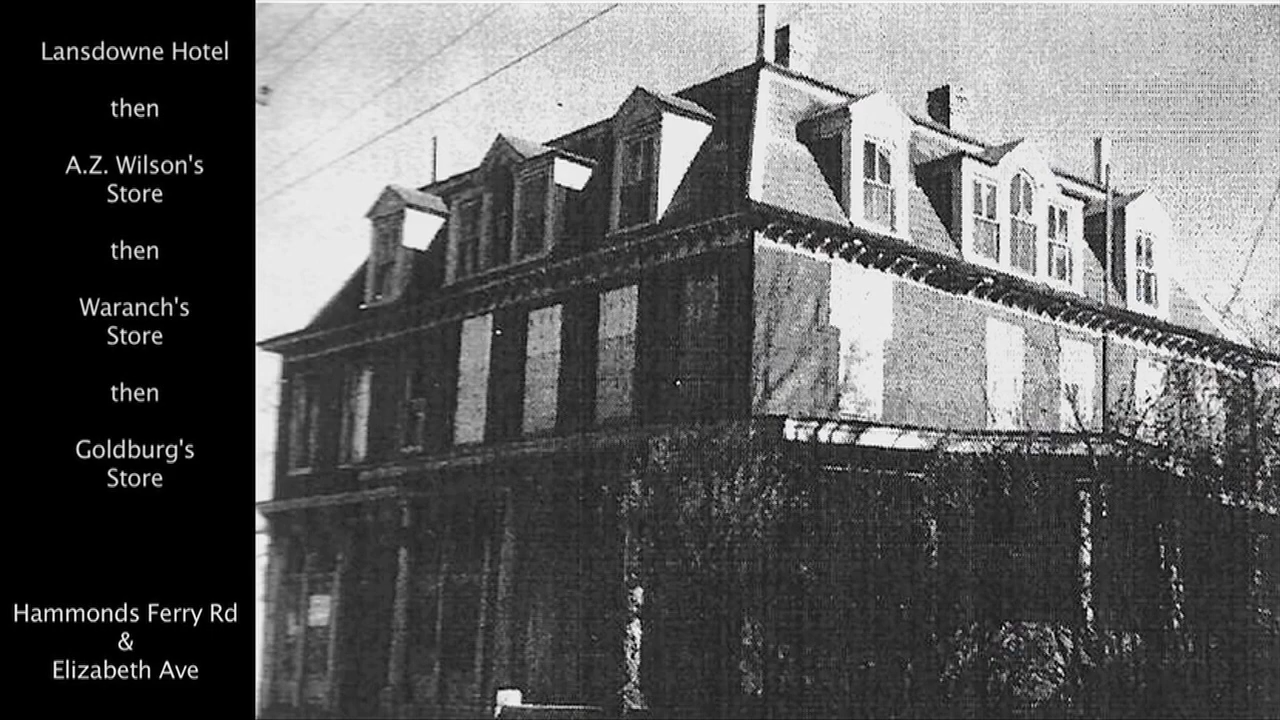 Lansdowne Hotel
then
A.Z. Wilson's
Store
then
Waranch's
Store
then
Goldburg's
Store
Hammonds Ferry Rd
&
Elizabeth Ave